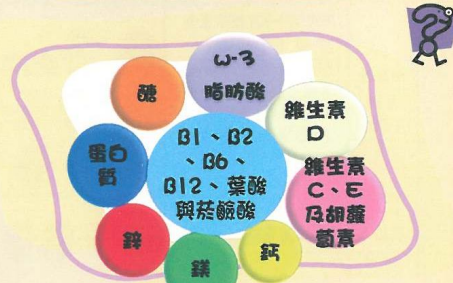 ω-3
脂肪酸
醣
維生素
D
蛋白
質
B1、B2
、B6、
B12、葉酸
與菸鹼酸
維生素
C、E
及胡蘿
蔔素
鋅
鎂
鈣